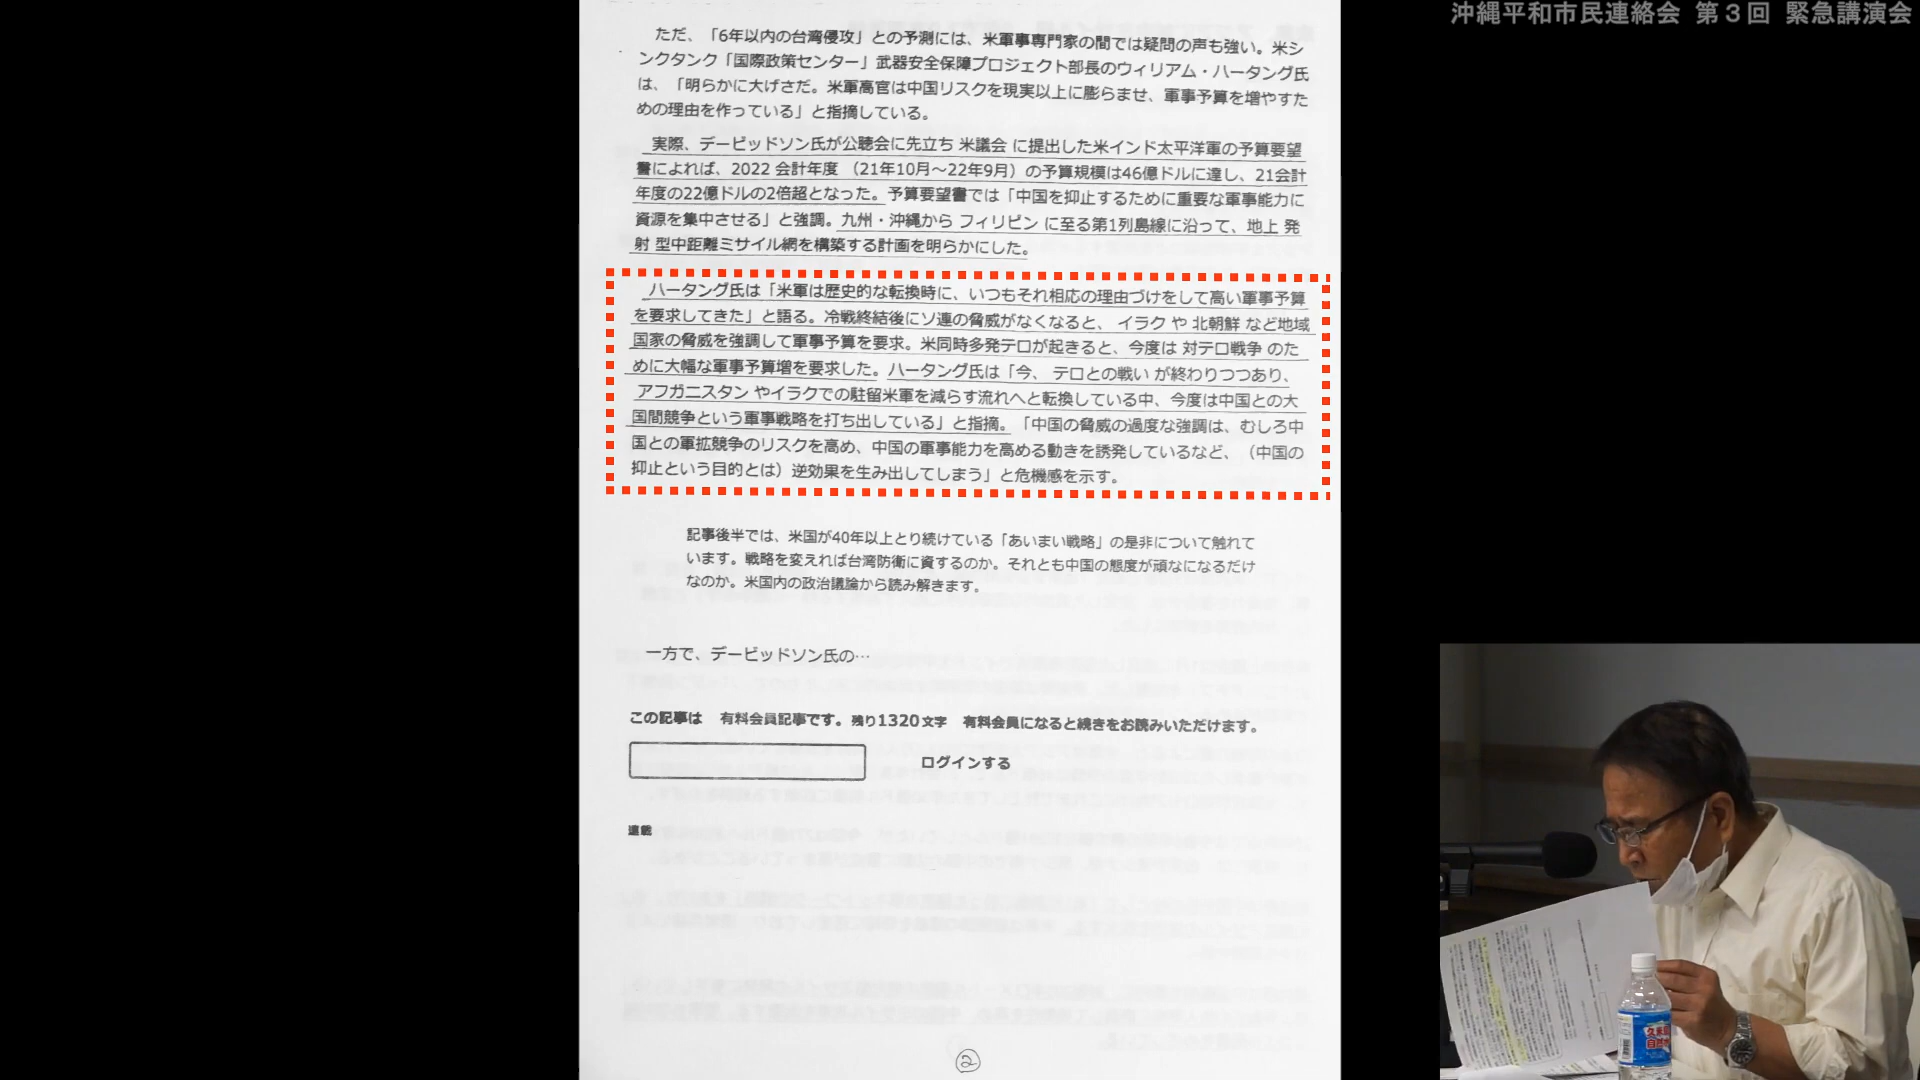 沖縄平和市民連絡会 第3回 緊急講演会
ただ、「6年以内の台湾侵攻」との予測には、米軍事専門家の間では疑問の声も強い。米シ
ンクタンク「国際政策センター」武器安全保障プロジェクト部長のウィリアム・ハータング氏
は、「明らかに大げさだ。米軍高官は中国リスクを現実以上に膨らませ、軍事予算を増やすた
めの理由を作っている」と指摘している。
実際、デービッドソン氏が公聴会に先立ち 米議会 に提出した米インド太平洋軍の予算要望
書によれば、2022 会計年度 （21年10月～22年9月）の予算規模は46億ドルに達し、21会計
年度の22億ドルの2倍超となった。予算要望書では「中国を抑止するために重要な軍事能力に
資源を集中させる」と強調。九州・沖縄から フィリピン に至る第1列島線に沿って、地上 発
射 型中距離ミサイル網を構築する計画を明らかにした。
ハータング氏は「米軍は歴史的な転換時に、いつもそれ相応の理由づけをして高い軍事予算
を要求してきた」と語る。冷戦終結後にソ連の脅威がなくなると、 イラク や 北朝鮮 など地域
国家の脅威を強調して軍事予算を要求。米同時多発テロが起きると、今度は 対テロ戦争 のた
めに大幅な軍事予算増を要求した。ハータング氏は「今、 テロとの戦い が終わりつつあり、
アフガニスタン やイラクでの駐留米軍を減らす流れへと転換している中、今度は中国との大
国間競争という軍事戦略を打ち出している」と指摘。「中国の脅威の過度な強調は、むしろ中
国との軍拡競争のリスクを高め、中国の軍事能力を高める動きを誘発しているなど、（中国の
抑止という目的とは）逆効果を生み出してしまう」と危機感を示す。
記事後半では、米国が40年以上とり続けている「あいまい戦略」の是非について触れて
います。戦略を変えれば台湾防衛に資するのか。それとも中国の態度が頑なになるだけ
なのか。米国内の政治議論から読み解きます。
一方で、デービッドソン氏の…
この記事は 有料会員記事です。残り1320文字 有料会員になると続きをお読みいただけます。
ログインする
連載
②